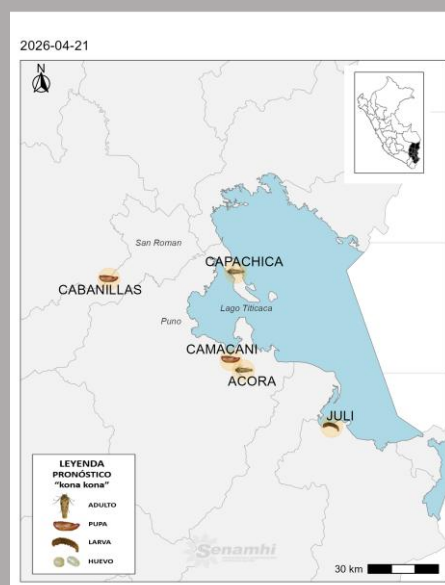 2026-04-21
N
San Roman
CAPACHICA
CABANILLAS
Lago Titicaca
Puno
CAMACANI
ACORA
JULI
LEYENDA
PRONÓSTICO
"kona kona"
ADULTO
PUPA
LARVA
HUEVO
Senamhi
30 km